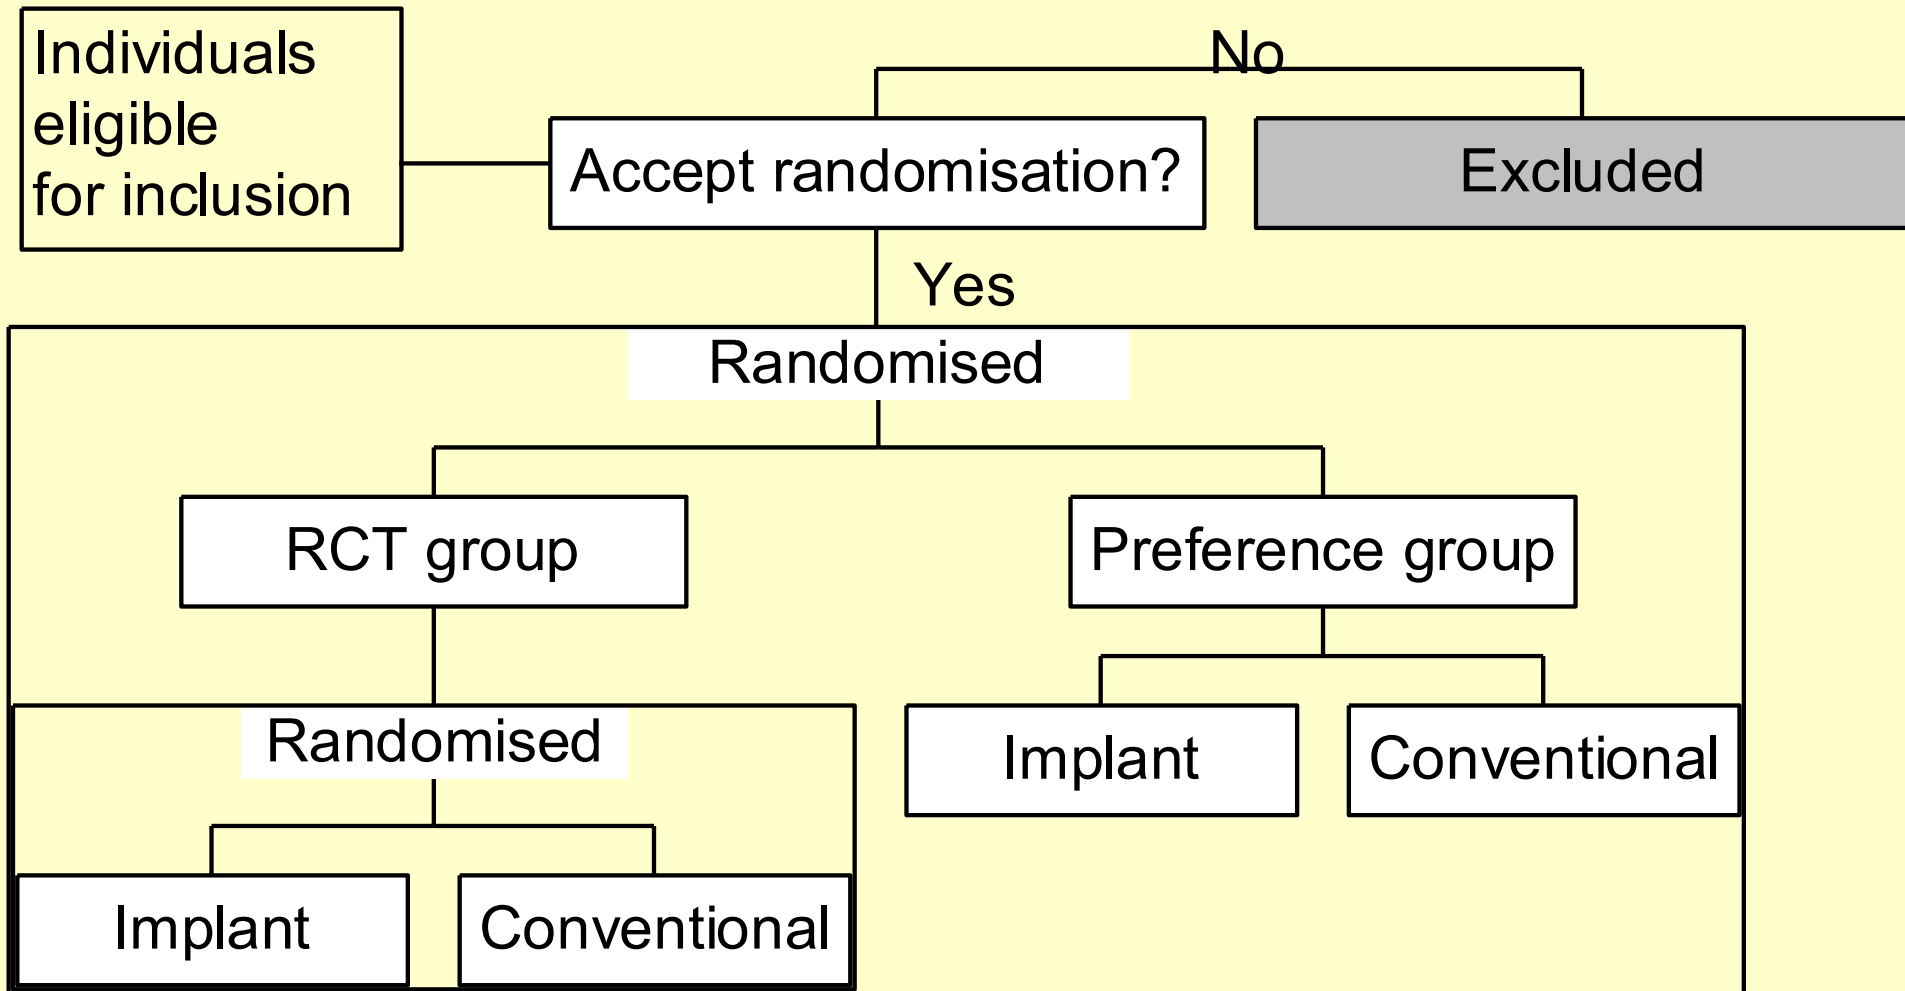 Individuals
eligible
for inclusion
No
Accept randomisation?
Excluded
Yes
Randomised
RCT group
Preference group
Randomised
Implant
Conventional
Implant
Conventional